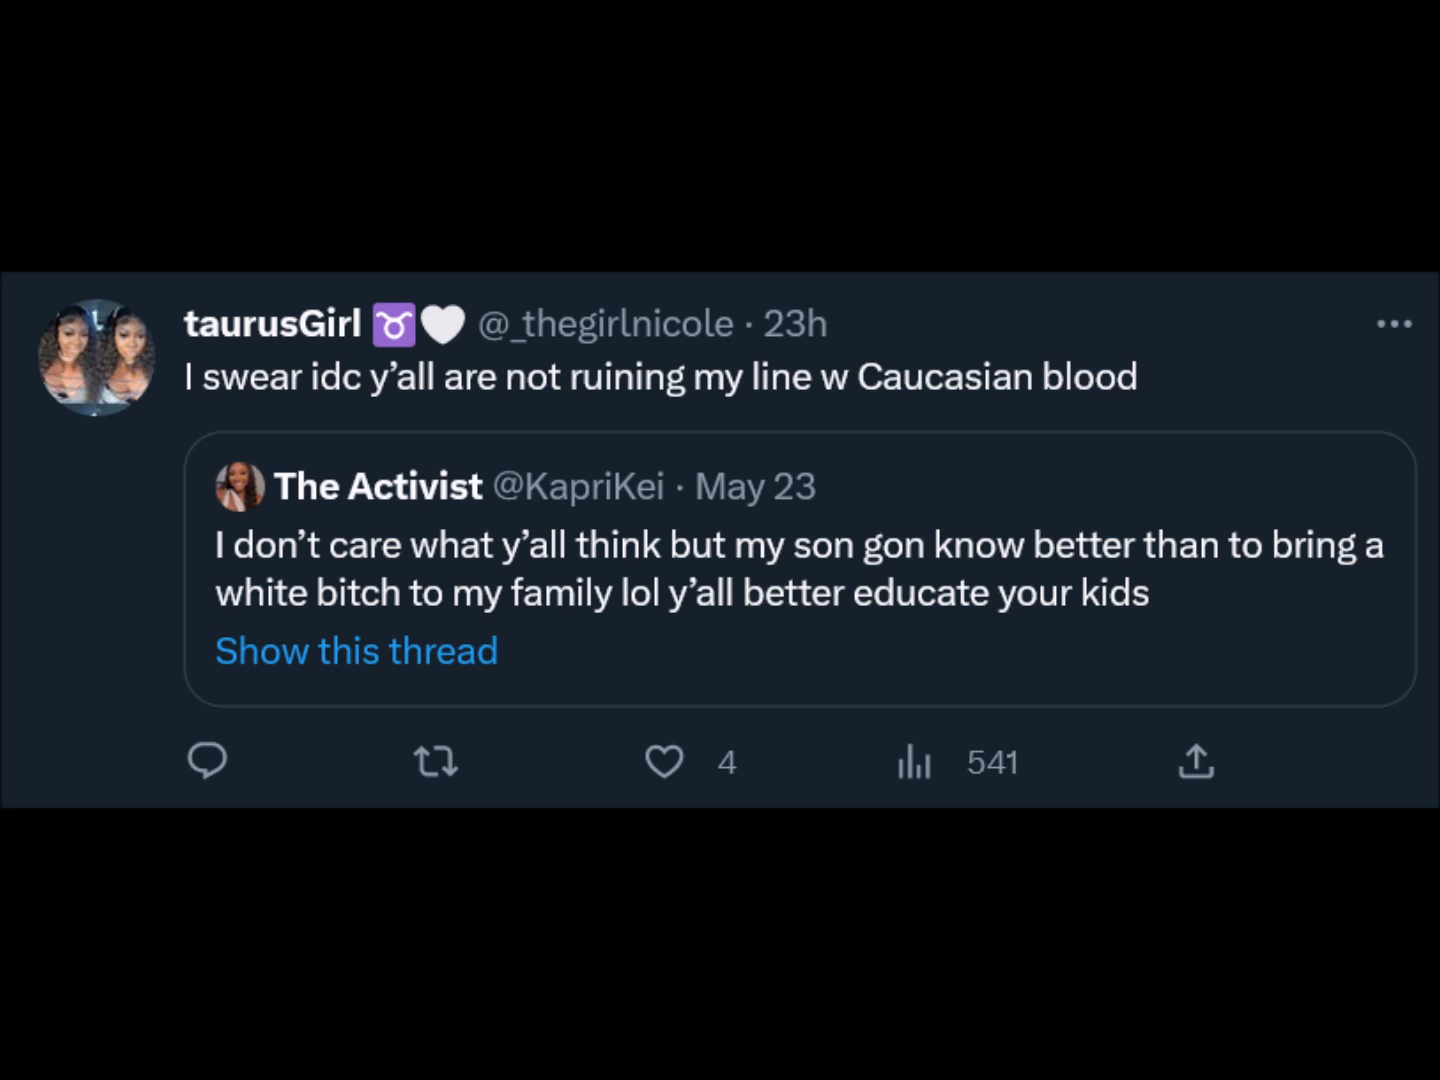 taurusGirl ♉🤍 @_thegirlnicole · 23h
I swear idc y’all are not ruining my line w Caucasian blood
The Activist @KapriKei · May 23
I don’t care what y’all think but my son gon know better than to bring a
white bitch to my family lol y’all better educate your kids
Show this thread
4 541